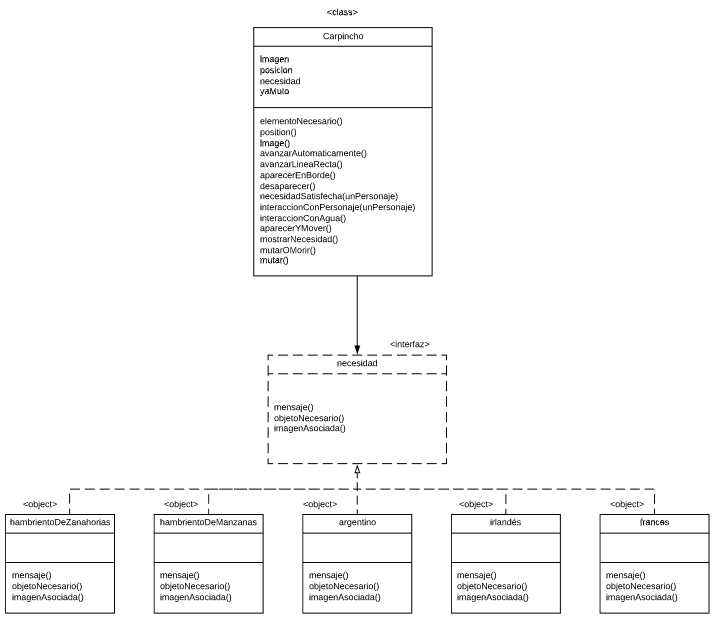 <class>
Carpincho
Imagen
posicion
necesidad
yaMuto
elementoNecesario()
position()
image()
avanzarAutomaticamente()
avanzarLineaRecta()
aparecerEnBorde()
desaparecer()
necesidadSatisfecha(unPersonaje)
interaccionConPersonaje(unPersonaje)
interaccionConAgua()
aparecerYMover()
mostrarNecesidad()
mutarOMorir()
mutar()
<interfaz>
necesidad
mensaje()
objetoNecesario()
imagenAsociada()
<object> <object> <object> <object> <object>
hambrientoDeZanahorias hambrientoDeManzanas argentino irlandés frances
mensaje() mensaje() mensaje() mensaje() mensaje()
objetoNecesario() objetoNecesario() objetoNecesario() objetoNecesario() objetoNecesario()
imagenAsociada() imagenAsociada() imagenAsociada() imagenAsociada() imagenAsociada()